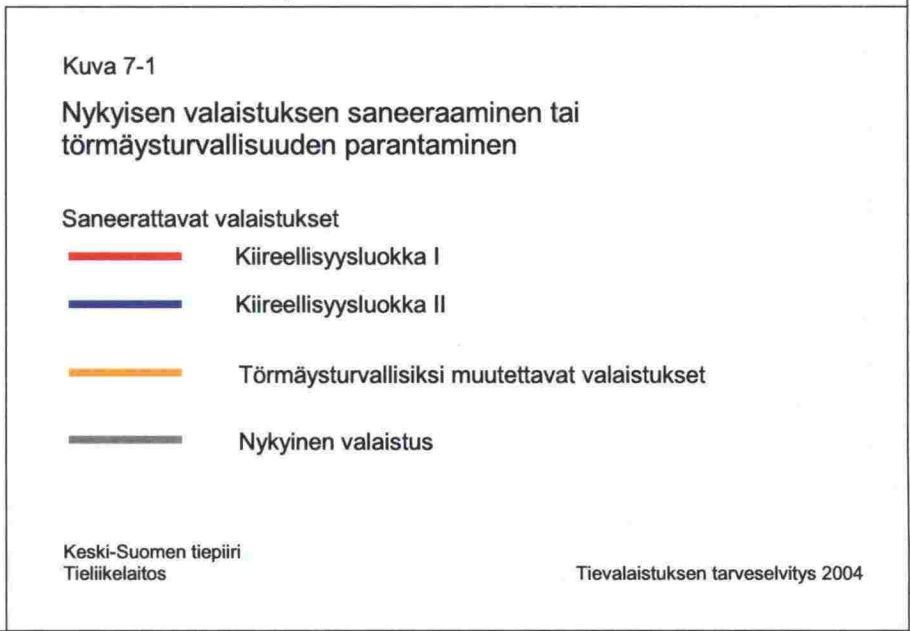 Kuva 7-1
Nykyisen valaistuksen saneeraaminen tai
törmäysturvallisuuden parantaminen
Saneerattavat valaistukset
Kiireellisyysluokka I
Kiireellisyysluokka II
Törmäysturvallisiksi muutettavat valaistukset
Nykyinen valaistus
Keski-Suomen tiepiiri
Tieliikelaitos
Tievalaistuksen tarveselvitys 2004